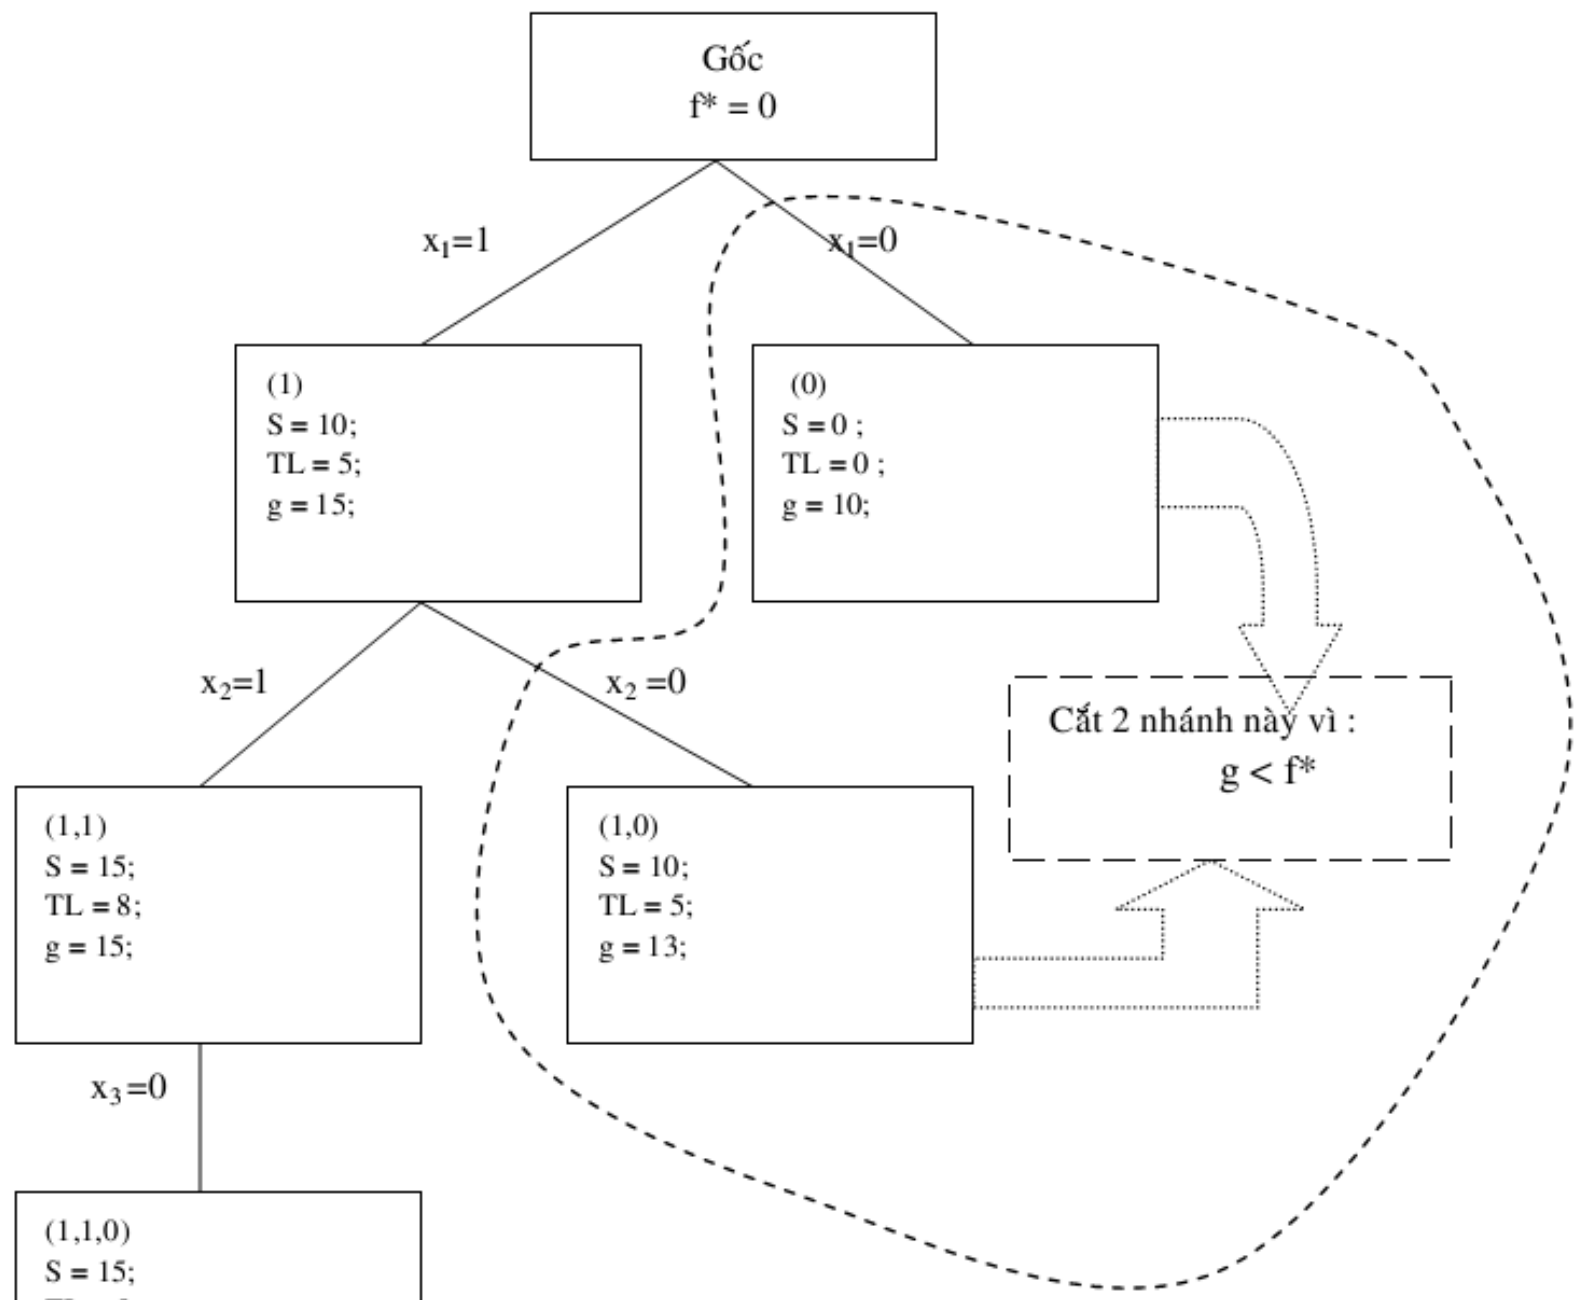 Gốc
f* = 0
x₁=1
x₁=0
(1)
S = 10;
TL = 5;
g = 15;
(0)
S = 0 ;
TL = 0 ;
g = 10;
x₂=1
x₂ =0
Cắt 2 nhánh này vì :
g < f*
(1,1)
S = 15;
TL = 8;
g = 15;
(1,0)
S = 10;
TL = 5;
g = 13;
x₃=0
(1,1,0)
S = 15;